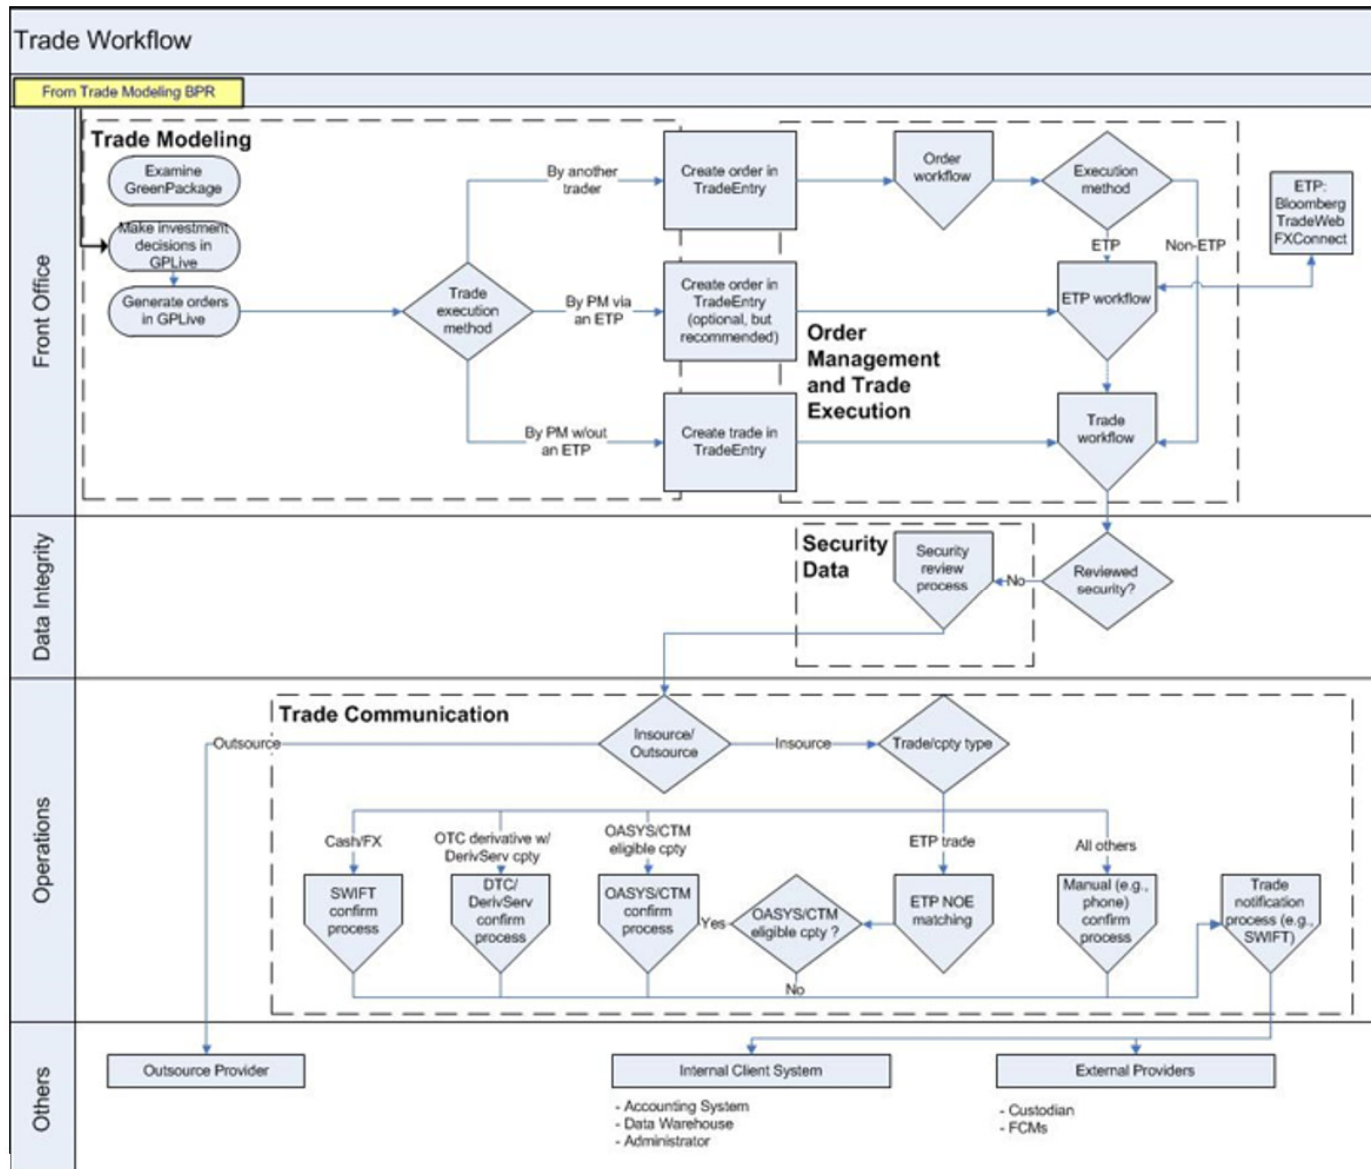 Trade Workflow
From Trade Modeling BPR
Front Office
Trade Modeling
Examine
GreenPackage
Make investment
decisions in
GPLive
Generate orders
in GPLive
Trade
execution
method
By another
trader
By PM via
an ETP
By PM w/out
an ETP
Create order in
TradeEntry
Create order in
TradeEntry
(optional, but
recommended)
Create trade in
TradeEntry
Order
Management
and Trade
Execution
Order
workflow
Execution
method
ETP
Non-ETP
ETP workflow
Trade
workflow
ETP:
Bloomberg
TradeWeb
FXConnect
Data Integrity
Security
Data
Security
review
process
No
Reviewed
security?
Operations
Trade Communication
Outsource
Insource/
Outsource
Insource
Trade/cpty type
Cash/FX
OTC derivative w/
DerivServ cpty
OASYS/CTM
eligible cpty
ETP trade
All others
SWIFT
confirm
process
DTC/
DerivServ
confirm
process
OASYS/CTM
confirm
process
Yes
OASYS/CTM
eligible cpty ?
No
ETP NOE
matching
Manual (e.g.,
phone)
confirm
process
Trade
notification
process (e.g.,
SWIFT)
Others
Outsource Provider
Internal Client System
- Accounting System
- Data Warehouse
- Administrator
External Providers
- Custodian
- FCMs